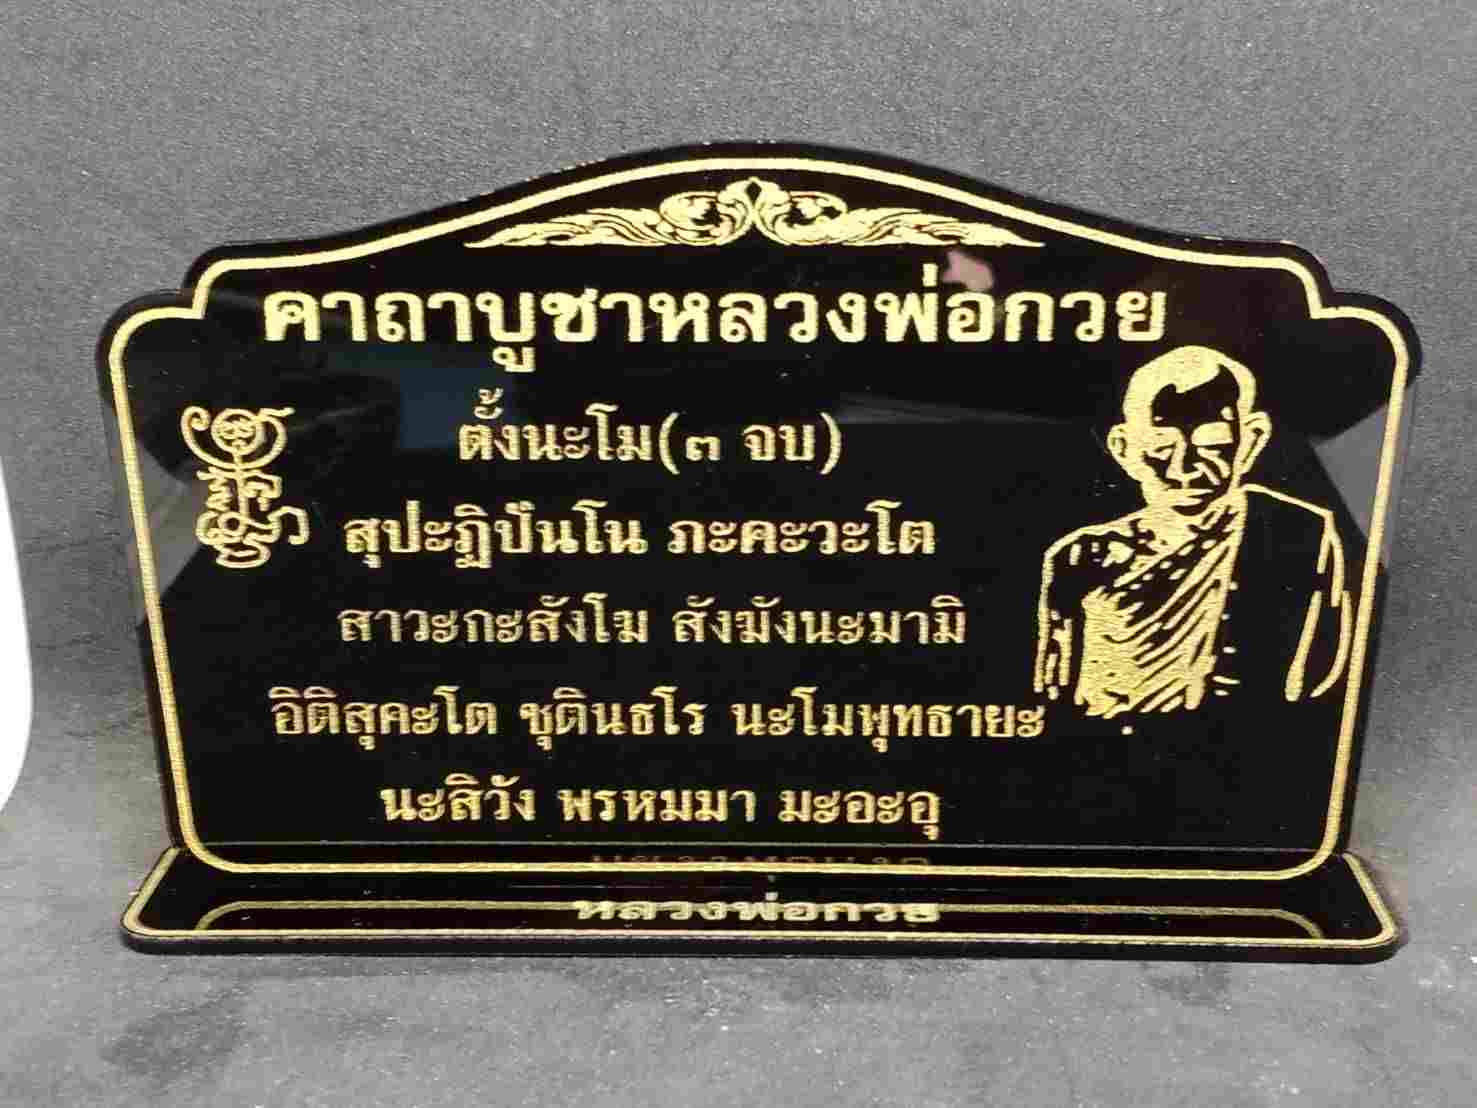 คาถาบูชาหลวงพ่อกวย
ตั้งนะโม(๓ จบ)
สุปะฏิปันโน ภะคะวะโต
สาวะกะสังโฆ สังฆังนะมามิ
อิติสุคะโต ชุตินธโร นะโมพุทธายะ
นะสิวัง พรหมมา มะอะอุ
หลวงพ่อกวย